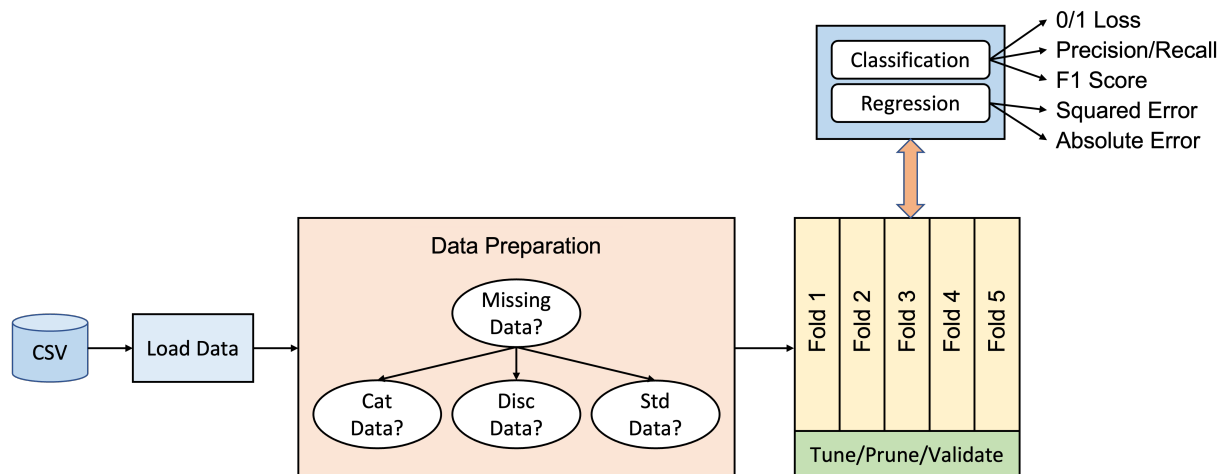 0/1 Loss
Precision/Recall
F1 Score
Squared Error
Absolute Error
Classification
Regression
Data Preparation
Missing
Data?
CSV
Load Data
Cat
Data?
Disc
Data?
Std
Data?
Fold 1
Fold 2
Fold 3
Fold 4
Fold 5
Tune/Prune/Validate